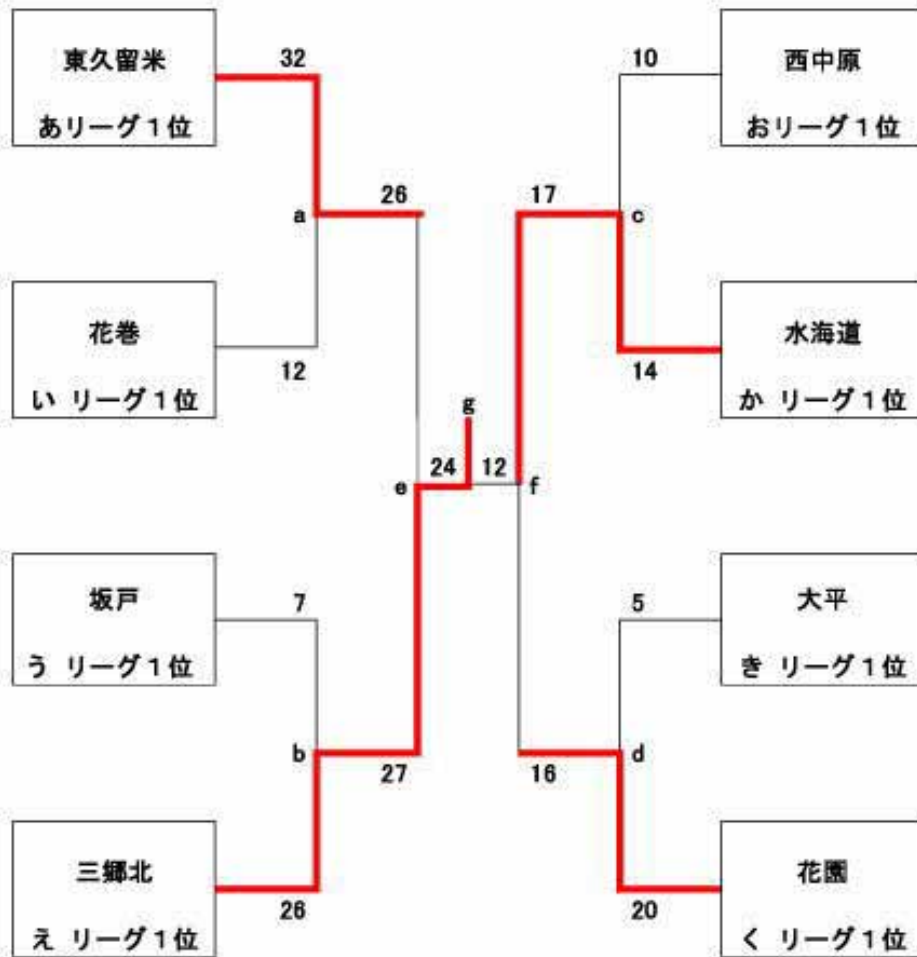 東久留米
あリーグ１位
32
10
西中原
おリーグ１位
a
26
17
c
花巻
い リーグ１位
12
14
水海道
か リーグ１位
g
e
24
12
f
坂戸
う リーグ１位
7
5
大平
き リーグ１位
b
27
16
d
三郷北
え リーグ１位
26
20
花園
く リーグ１位